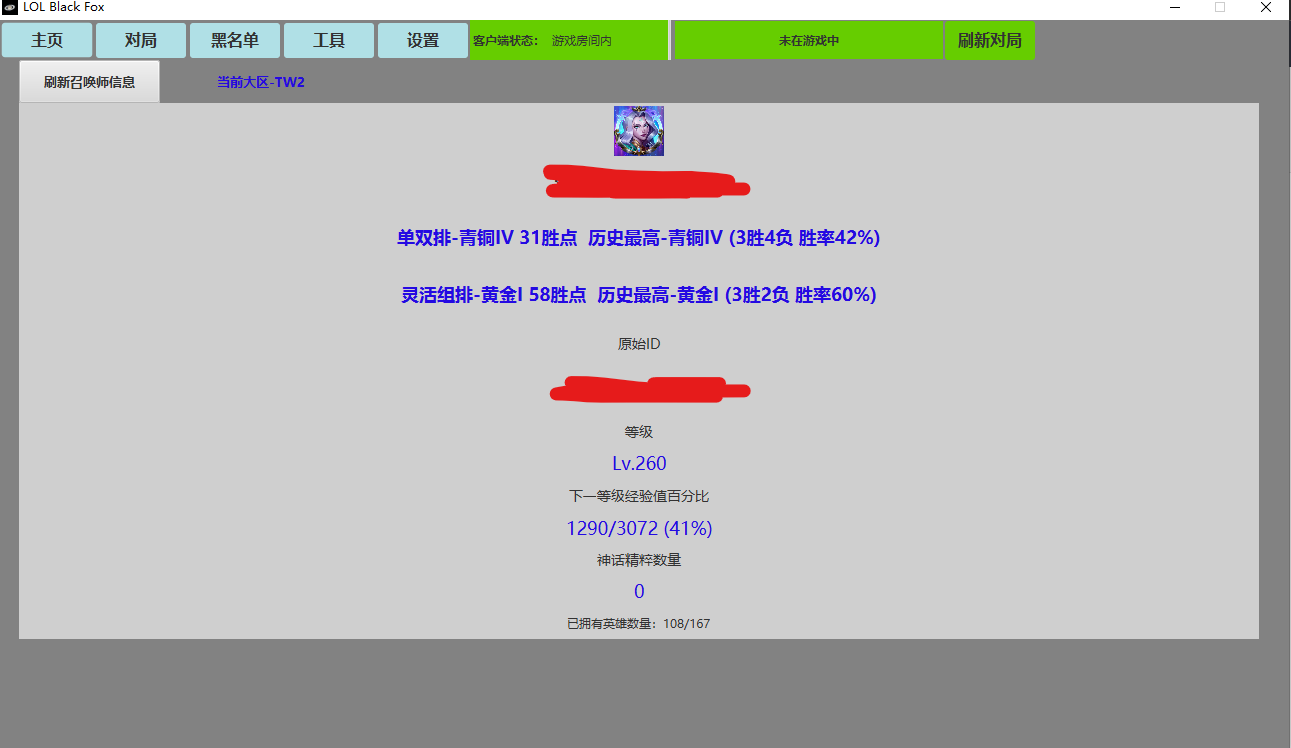 LOL Black Fox
主页 对局 黑名单 工具 设置 客户端状态： 游戏房间内 未在游戏中 刷新对局
刷新召唤师信息 当前大区-TW2
单双排-青铜IV 31胜点 历史最高-青铜IV (3胜4负 胜率42%)
灵活组排-黄金I 58胜点 历史最高-黄金I (3胜2负 胜率60%)
原始ID
等级
Lv.260
下一等级经验值百分比
1290/3072 (41%)
神话精粹数量
0
已拥有英雄数量：108/167